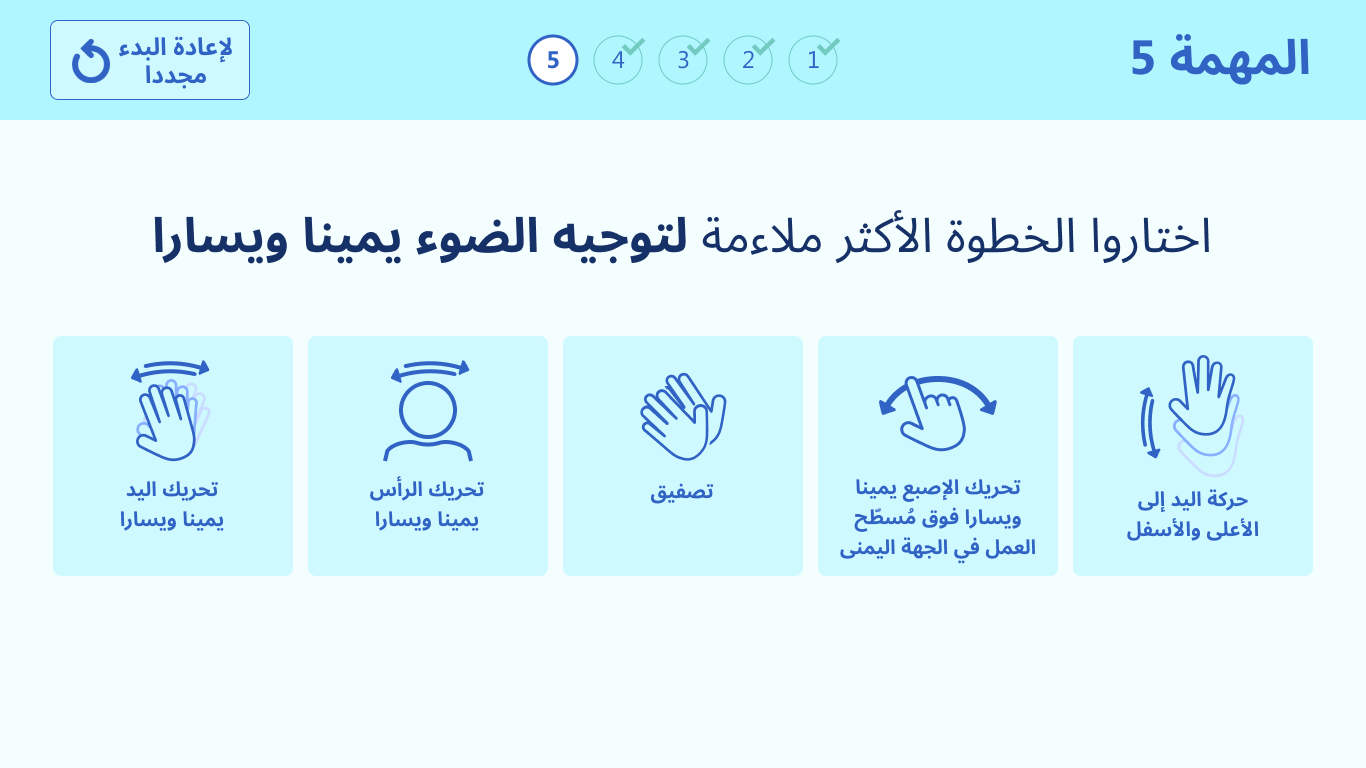 المهمة 5
1
2
3
4
5
لإعادة البدء
مجددا
اختاروا الخطوة الأكثر ملاءمة لتوجيه الضوء يمينا ويسارا
حركة اليد إلى
الأعلى والأسفل
تحريك الإصبع يمينا
ويسارا فوق مُسطّح
العمل في الجهة اليمنى
تصفيق
تحريك الرأس
يمينا ويسارا
تحريك اليد
يمينا ويسارا